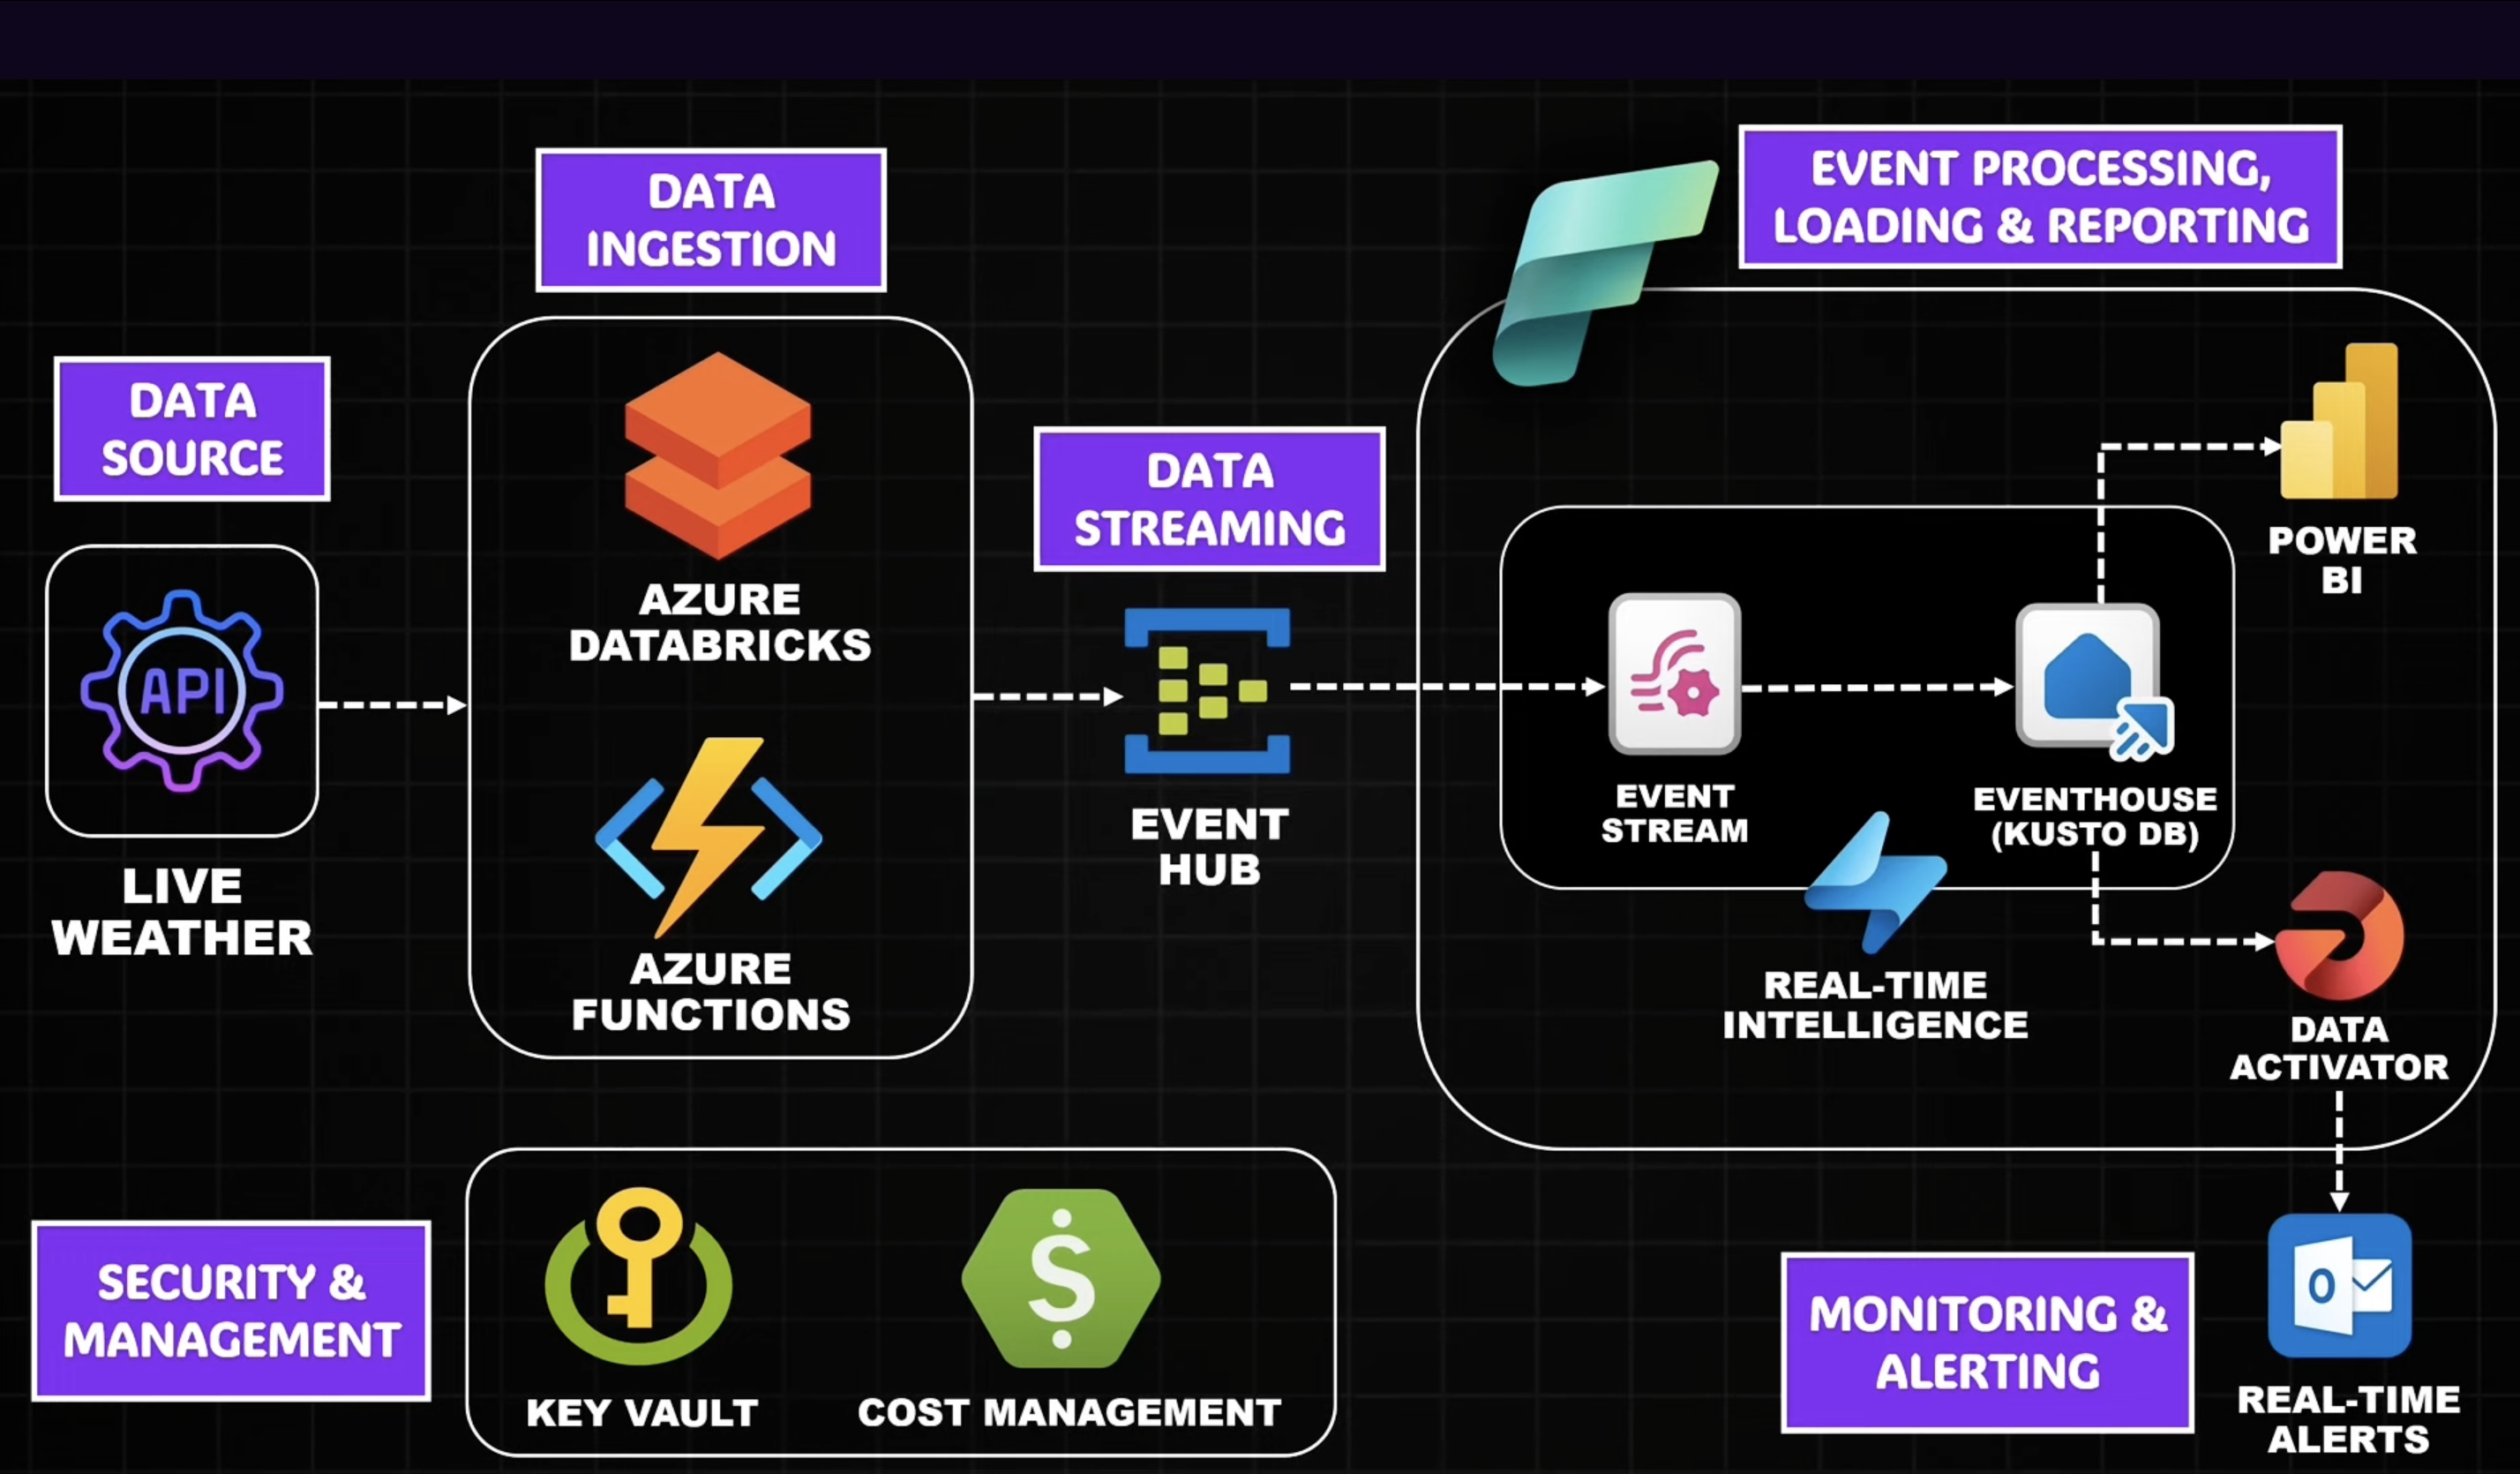 DATA
INGESTION
EVENT PROCESSING,
LOADING & REPORTING
DATA
SOURCE
API
LIVE
WEATHER
AZURE
DATABRICKS
AZURE
FUNCTIONS
DATA
STREAMING
EVENT
HUB
EVENT
STREAM
EVENTHOUSE
(KUSTO DB)
REAL-TIME
INTELLIGENCE
POWER
BI
DATA
ACTIVATOR
SECURITY &
MANAGEMENT
KEY VAULT
$
COST MANAGEMENT
MONITORING &
ALERTING
O
REAL-TIME
ALERTS